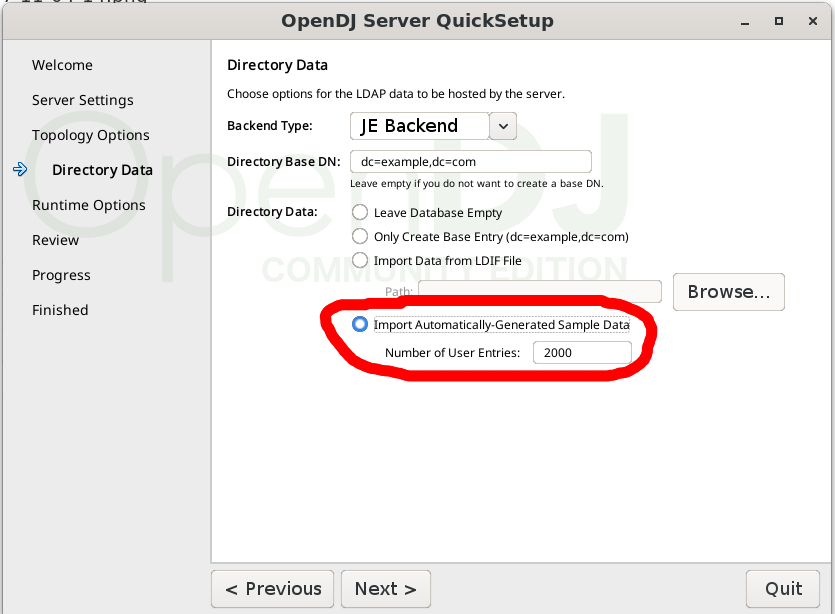 OpenDJ Server QuickSetup
Welcome
Server Settings
Topology Options
Directory Data
Runtime Options
Review
Progress
Finished
OpenDJ
COMMUNITY EDITION
Directory Data
Choose options for the LDAP data to be hosted by the server.
Backend Type: JE Backend
Directory Base DN: dc=example,dc=com
Leave empty if you do not want to create a base DN.
Directory Data: Leave Database Empty
Only Create Base Entry (dc=example,dc=com)
Import Data from LDIF File
Path: Browse...
Import Automatically-Generated Sample Data
Number of User Entries: 2000
< Previous Next > Quit